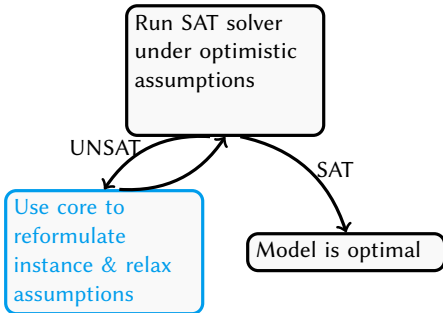 Run SAT solver
under optimistic
assumptions
UNSAT
SAT
Use core to
reformulate
instance & relax
assumptions
Model is optimal